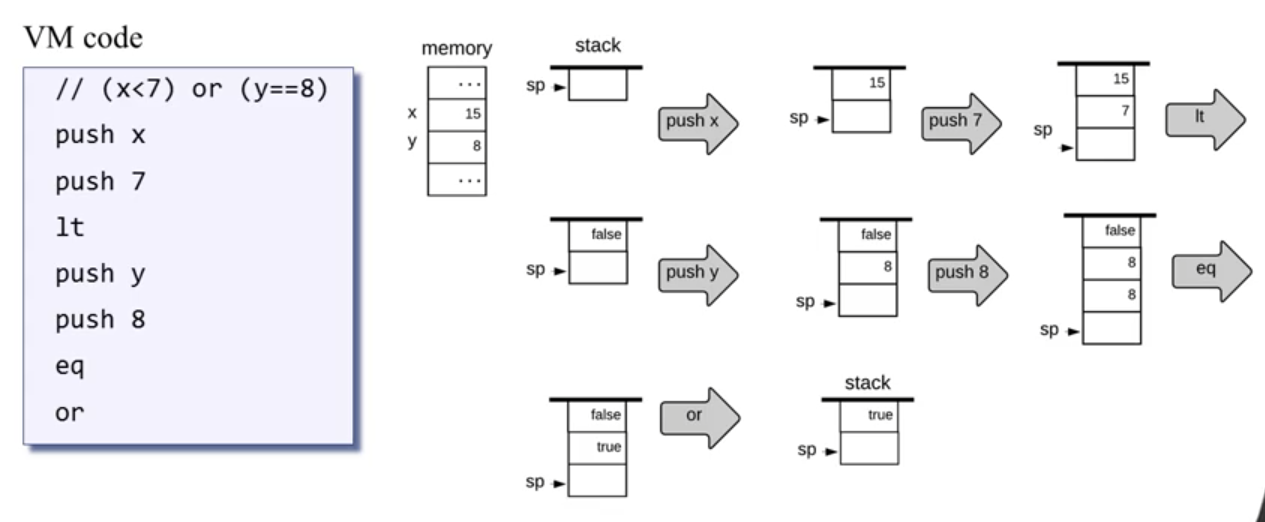 VM code
// (x<7) or (y==8)
push x
push 7
lt
push y
push 8
eq
or
memory
...
x 15
y 8
...
stack
sp
push x
15
sp
push 7
15
7
sp
lt
false
sp
push y
false
8
sp
push 8
false
8
8
sp
eq
false
true
sp
or
stack
true
sp